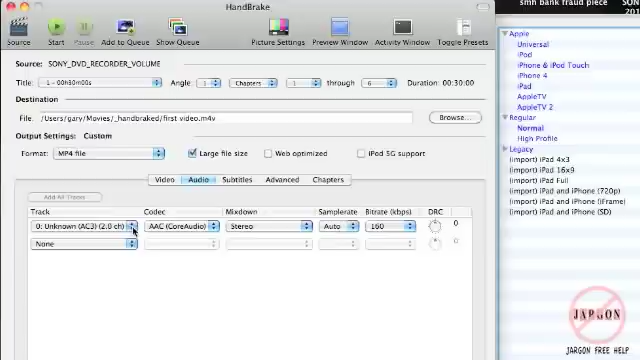 HandBrake
smh bank fraud piece
JARGON
201
Source Start Pause Add to Queue Show Queue Picture Settings Preview Window Activity Window Toggle Presets
Source: SONY_DVD_RECORDER_VOLUME
Title: 1 - 00h30m00s Angle: 1 Chapters: 1 through 6 Duration: 00:30:00
Destination
File: /Users/gary/Movies/_handbraked/first video.m4v Browse...
Output Settings: Custom
Format: MP4 file Large file size Web optimized iPod 5G support
Video Audio Subtitles Advanced Chapters
Add All Tracks
Track Codec Mixdown Samplerate Bitrate (kbps) DRC
0: Unknown (AC3) (2.0 ch) AAC (CoreAudio) Stereo Auto 160 0
None 0
Apple
Universal
iPod
iPhone & iPod Touch
iPhone 4
iPad
AppleTV
AppleTV 2
Regular
Normal
High Profile
Legacy
(import) iPad 4x3
(import) iPad 16x9
(import) iPad Full
(import) iPad and iPhone (720p)
(import) iPad and iPhone (iFrame)
(import) iPad and iPhone (SD)
JARGON
JARGON FREE HELP